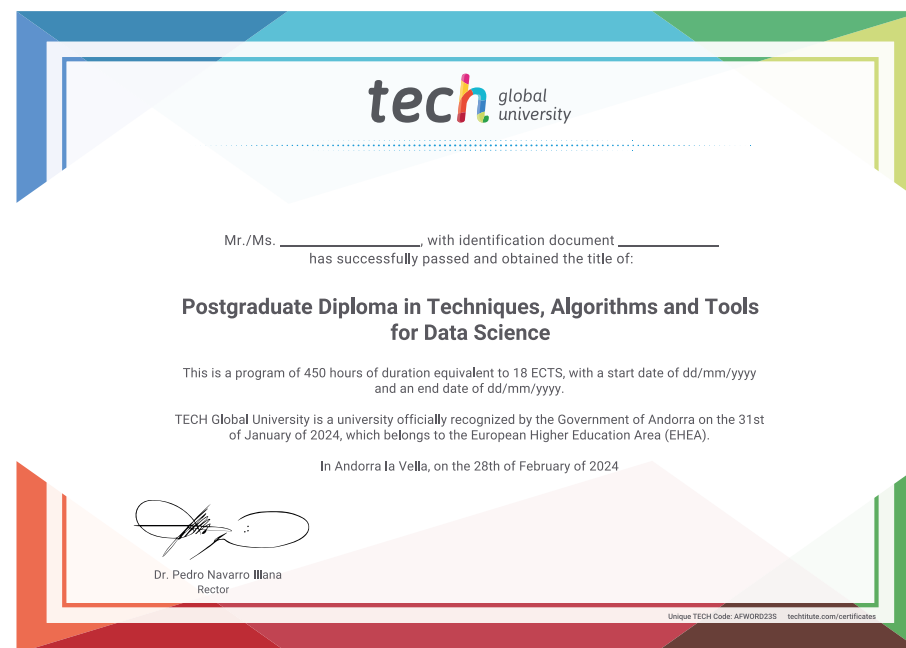 tech global
university
Mr./Ms. ____________, with identification document ____________
has successfully passed and obtained the title of:
Postgraduate Diploma in Techniques, Algorithms and Tools
for Data Science
This is a program of 450 hours of duration equivalent to 18 ECTS, with a start date of dd/mm/yyyy
and an end date of dd/mm/yyyy.
TECH Global University is a university officially recognized by the Government of Andorra on the 31st
of January of 2024, which belongs to the European Higher Education Area (EHEA).
In Andorra la Vella, on the 28th of February of 2024
Dr. Pedro Navarro Illana
Rector
Unique TECH Code: AFWORD23S techtitute.com/certificates